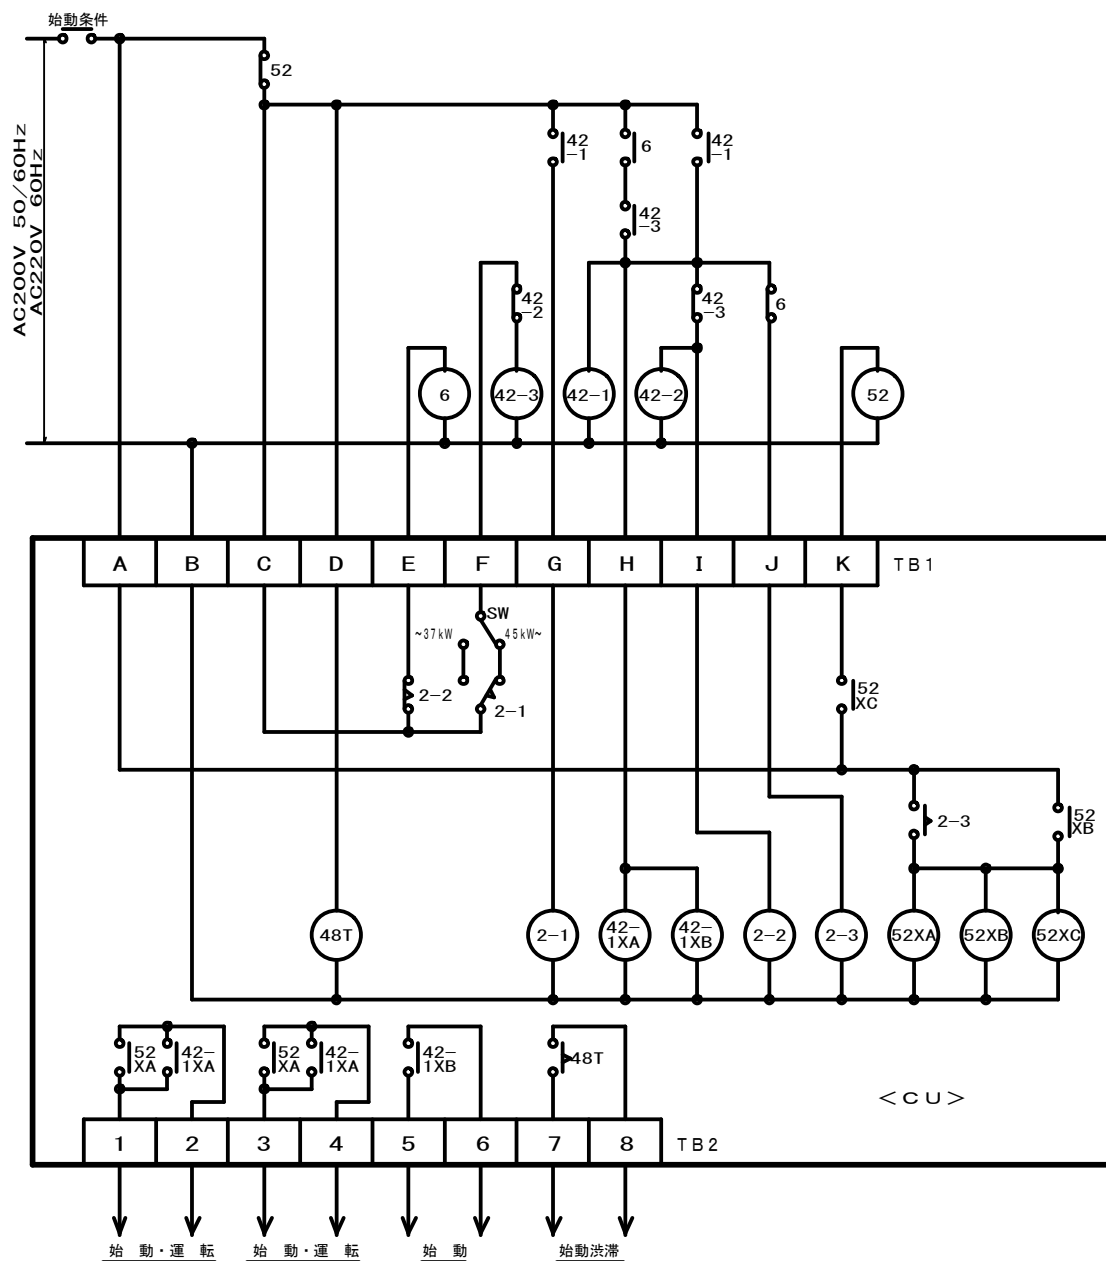 始動条件
52
AC200V 50/60Hz
AC220V 60Hz
42
-1
6
42
-1
42
-3
42
-2
42
-3
6
6
42-3
42-1
42-2
52
A B C D E F G H I J K TB1
SW
~37kW
45kW~
2-2
2-1
52
XC
2-3
52
XB
48T
2-1
42-
1XA
42-
1XB
2-2
2-3
52XA
52XB
52XC
52
XA
42-
1XA
52
XA
42-
1XA
42-
1XB
48T
<CU>
1 2 3 4 5 6 7 8 TB2
始動・運転
始動・運転
始動
始動渋滞